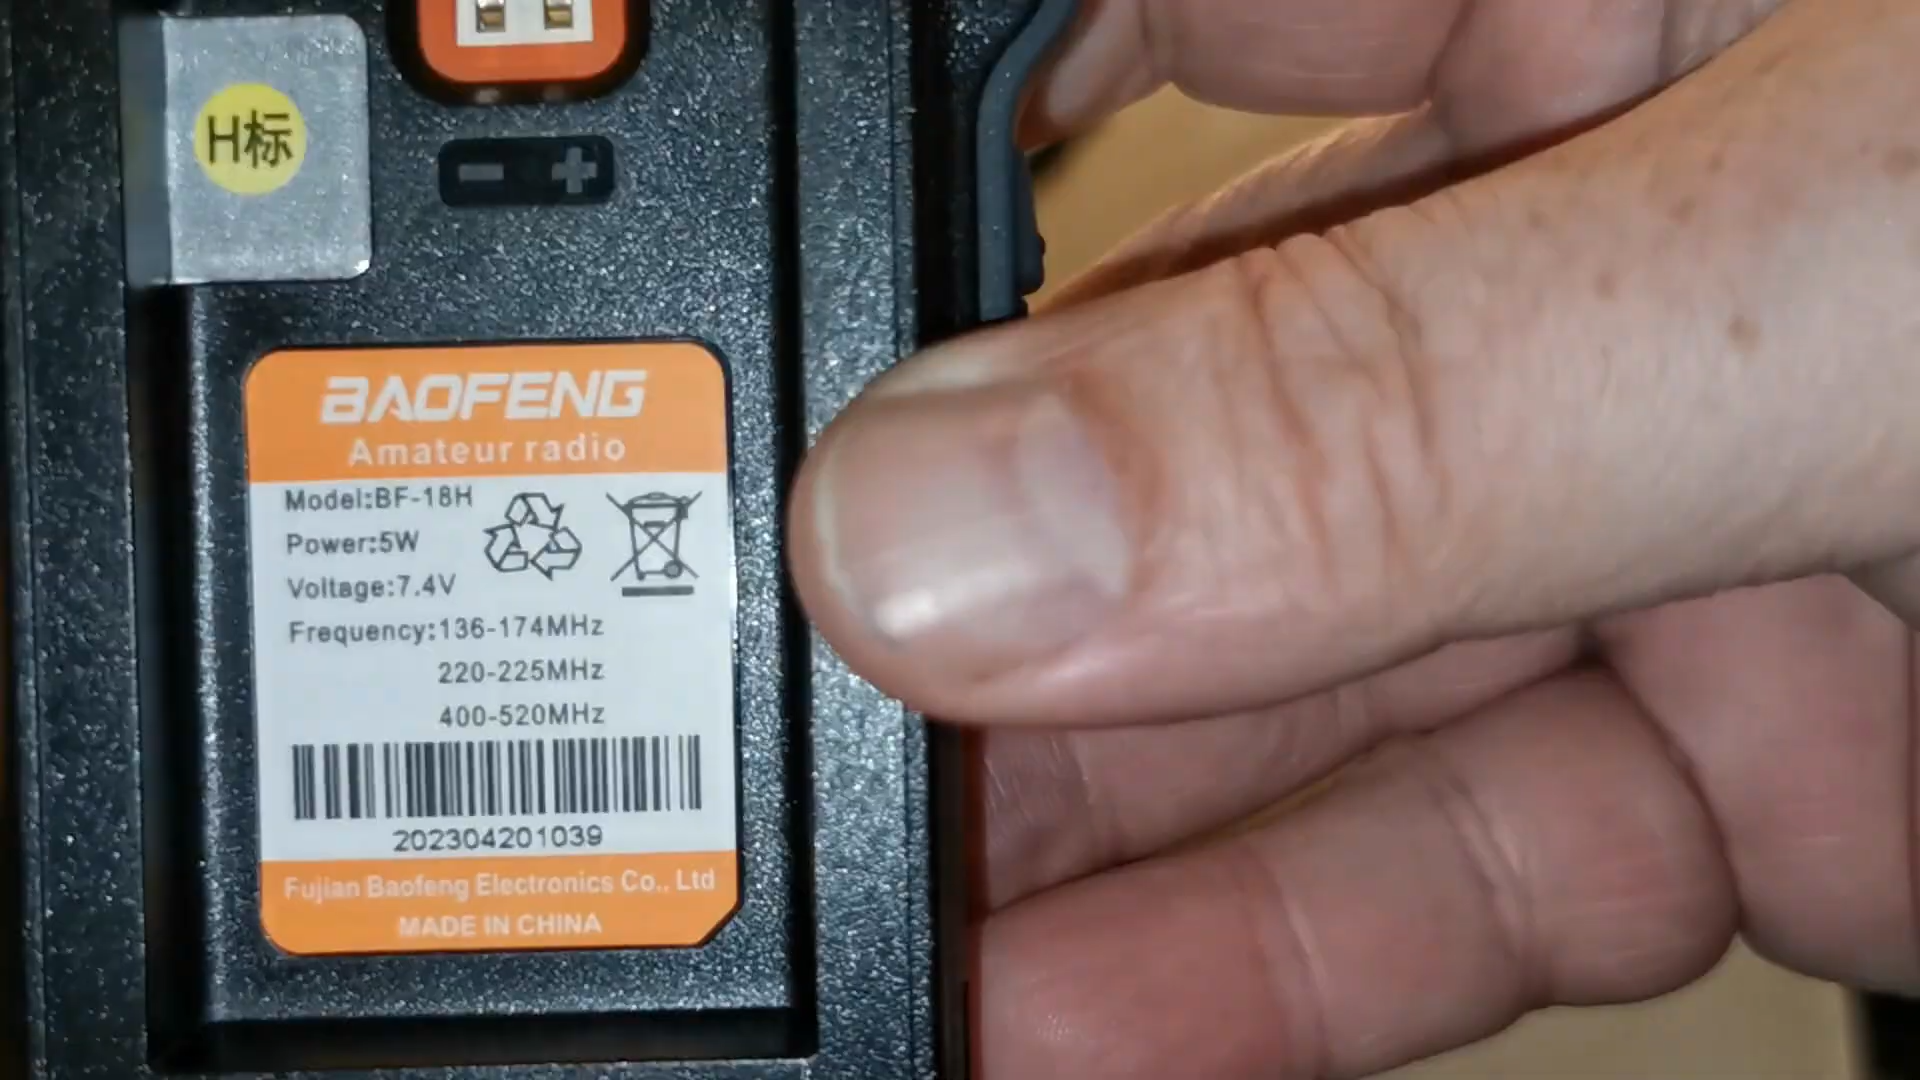 H标
- +
BAOFENG
Amateur radio
Model:BF-18H
Power:5W
Voltage:7.4V
Frequency:136-174MHz
220-225MHz
400-520MHz
202304201039
Fujian Baofeng Electronics Co.. Ltd
MADE IN CHINA